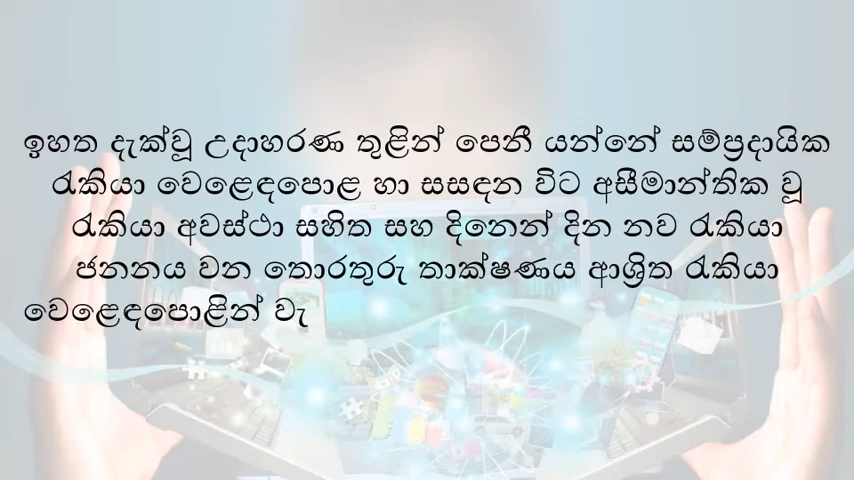 ඉහත දැක්වූ උදාහරණ තුළින් පෙනී යන්නේ සම්ප්‍රදායික
රැකියා වෙළෙඳපොළ හා සසඳන විට අසීමාන්තික වූ
රැකියා අවස්ථා සහිත සහ දිනෙන් දින නව රැකියා
ජනනය වන තොරතුරු තාක්ෂණය ආශ්‍රිත රැකියා
වෙළෙඳපොළින් වැ